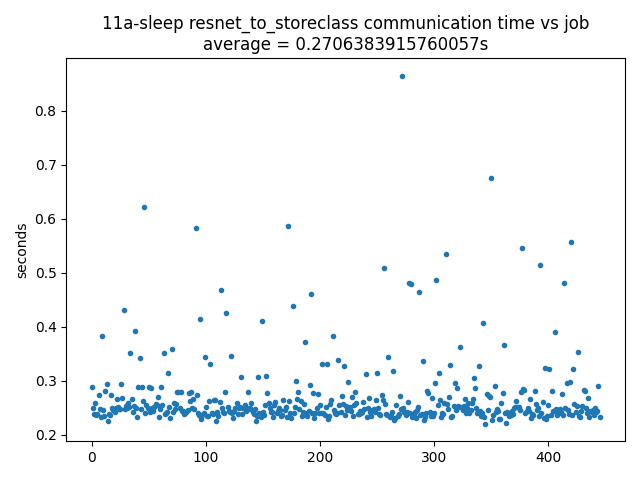 11a-sleep resnet_to_storeclass communication time vs job
average = 0.2706383915760057s
seconds
0.8
0.7
0.6
0.5
0.4
0.3
0.2
0 100 200 300 400